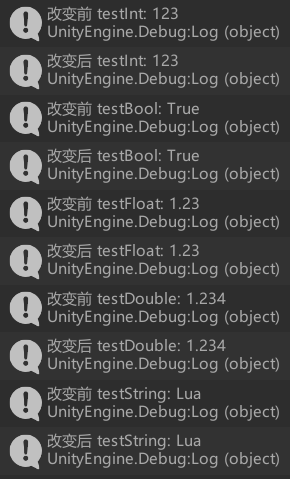 改变前 testInt: 123
UnityEngine.Debug:Log (object)
改变后 testInt: 123
UnityEngine.Debug:Log (object)
改变前 testBool: True
UnityEngine.Debug:Log (object)
改变后 testBool: True
UnityEngine.Debug:Log (object)
改变前 testFloat: 1.23
UnityEngine.Debug:Log (object)
改变后 testFloat: 1.23
UnityEngine.Debug:Log (object)
改变前 testDouble: 1.234
UnityEngine.Debug:Log (object)
改变后 testDouble: 1.234
UnityEngine.Debug:Log (object)
改变前 testString: Lua
UnityEngine.Debug:Log (object)
改变后 testString: Lua
UnityEngine.Debug:Log (object)